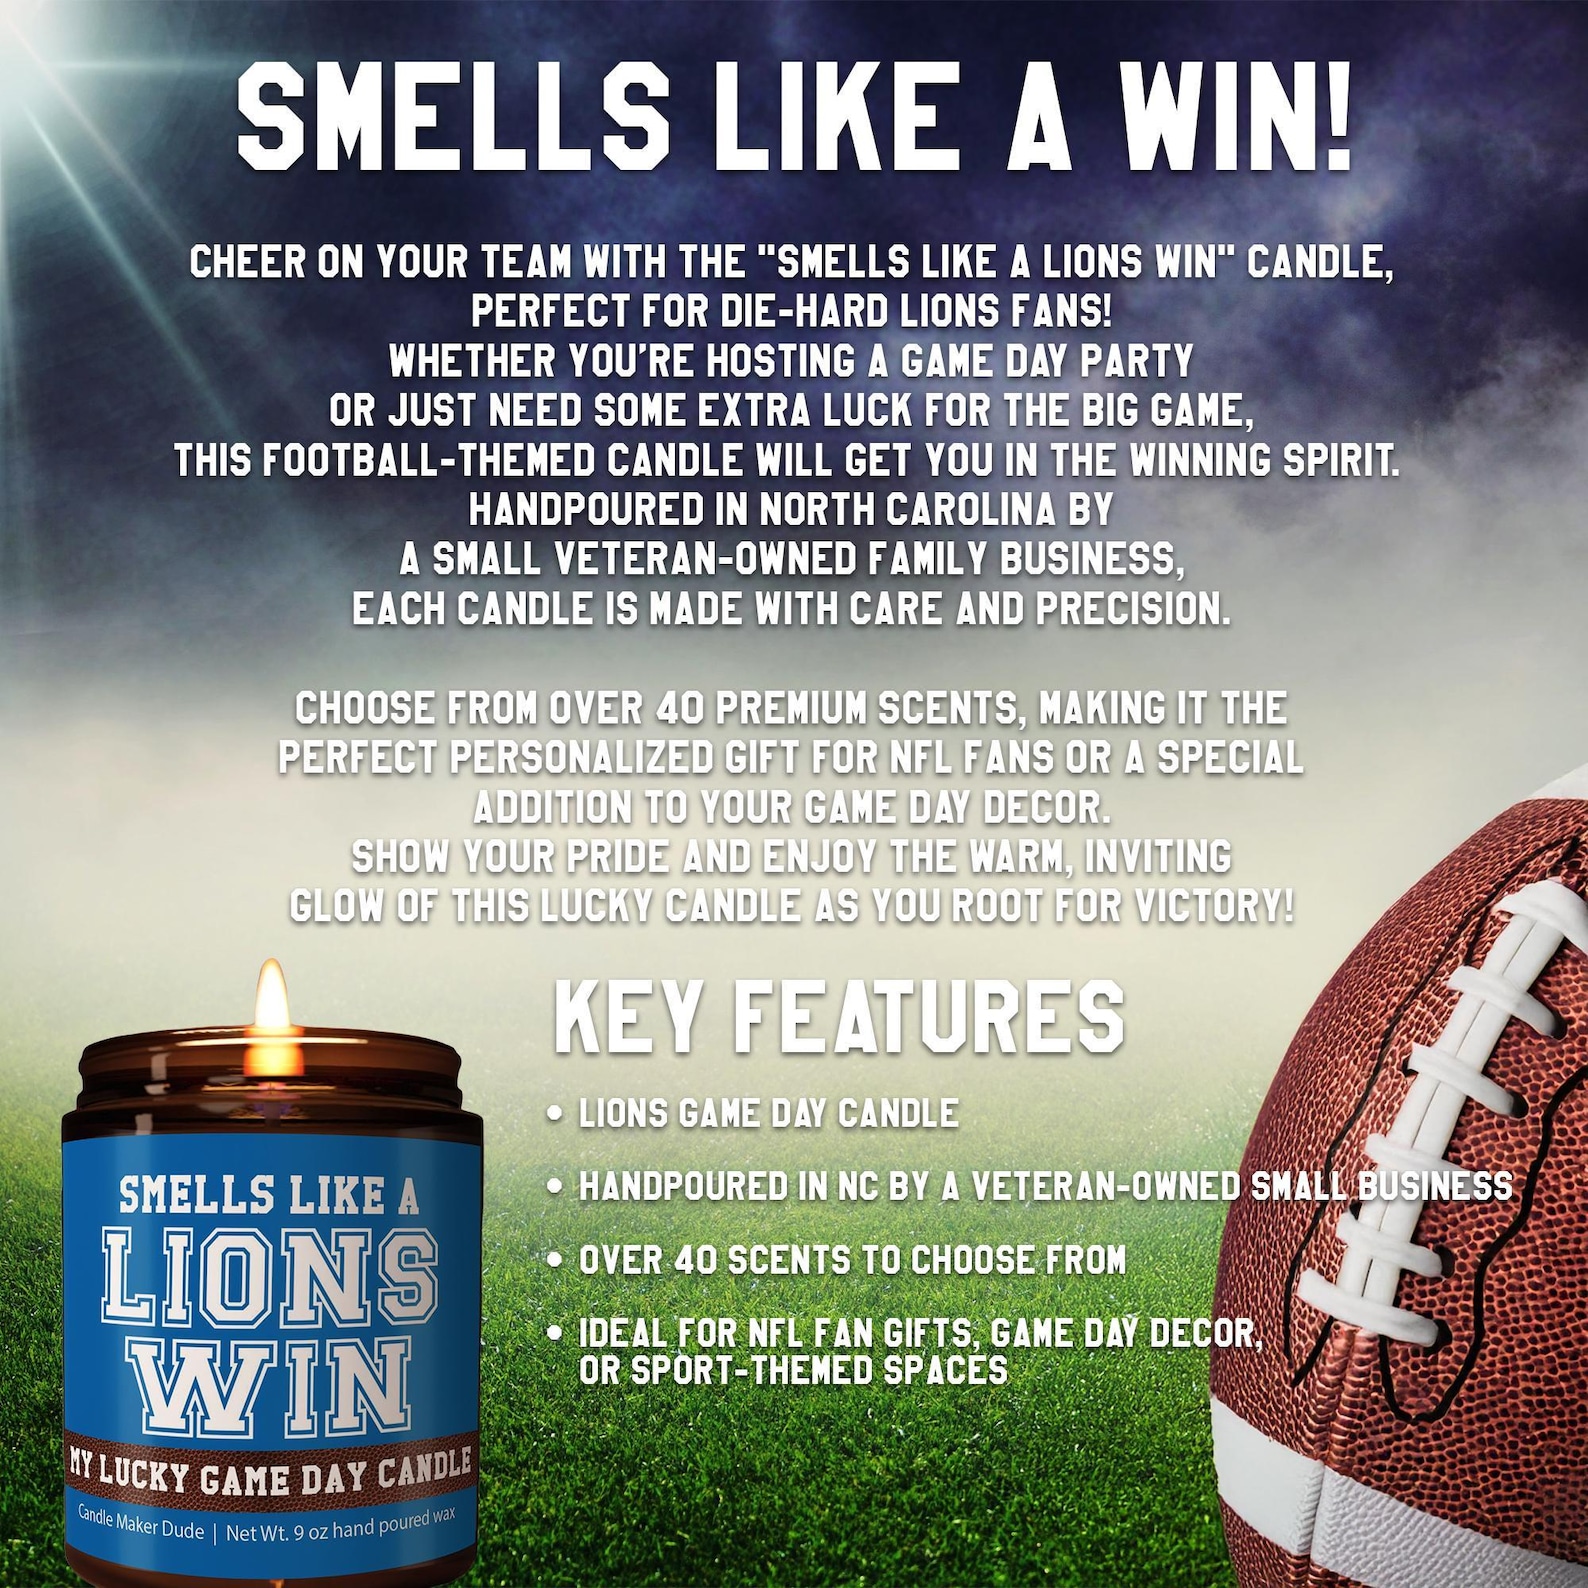 SMELLS LIKE A WIN!
CHEER ON YOUR TEAM WITH THE "SMELLS LIKE A LIONS WIN" CANDLE,
PERFECT FOR DIE-HARD LIONS FANS!
WHETHER YOU'RE HOSTING A GAME DAY PARTY
OR JUST NEED SOME EXTRA LUCK FOR THE BIG GAME,
THIS FOOTBALL-THEMED CANDLE WILL GET YOU IN THE WINNING SPIRIT.
HANDPOURED IN NORTH CAROLINA BY
A SMALL VETERAN-OWNED FAMILY BUSINESS,
EACH CANDLE IS MADE WITH CARE AND PRECISION.
CHOOSE FROM OVER 40 PREMIUM SCENTS, MAKING IT THE
PERFECT PERSONALIZED GIFT FOR NFL FANS OR A SPECIAL
ADDITION TO YOUR GAME DAY DECOR.
SHOW YOUR PRIDE AND ENJOY THE WARM, INVITING
GLOW OF THIS LUCKY CANDLE AS YOU ROOT FOR VICTORY!
KEY FEATURES
• LIONS GAME DAY CANDLE
• HANDPOURED IN NC BY A VETERAN-OWNED SMALL BUSINESS
• OVER 40 SCENTS TO CHOOSE FROM
• IDEAL FOR NFL FAN GIFTS, GAME DAY DECOR,
OR SPORT-THEMED SPACES
SMELLS LIKE A
LIONS
WIN
MY LUCKY GAME DAY CANDLE
Candle Maker Dude | Net Wt. 9 oz hand poured wax